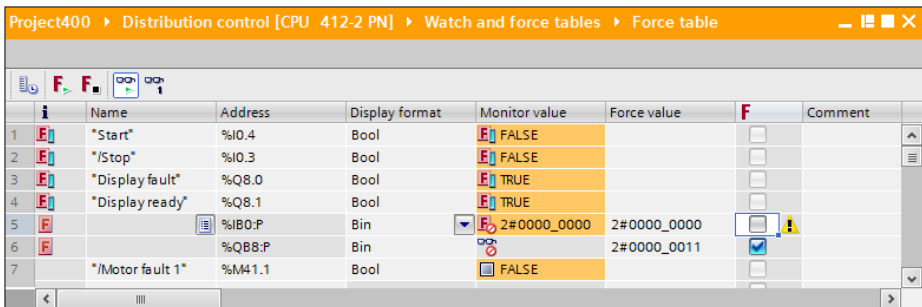 Project400 ▸ Distribution control [CPU 412-2 PN] ▸ Watch and force tables ▸ Force table
F F 1
i Name Address Display format Monitor value Force value F Comment
1 F "Start" %I0.4 Bool F FALSE
2 F "/Stop" %I0.3 Bool F FALSE
3 F "Display fault" %Q8.0 Bool F TRUE
4 F "Display ready" %Q8.1 Bool F TRUE
5 F %IB0:P Bin F 2#0000_0000 2#0000_0000
6 F %QB8:P Bin 2#0000_0011
7 "/Motor fault 1" %M41.1 Bool FALSE